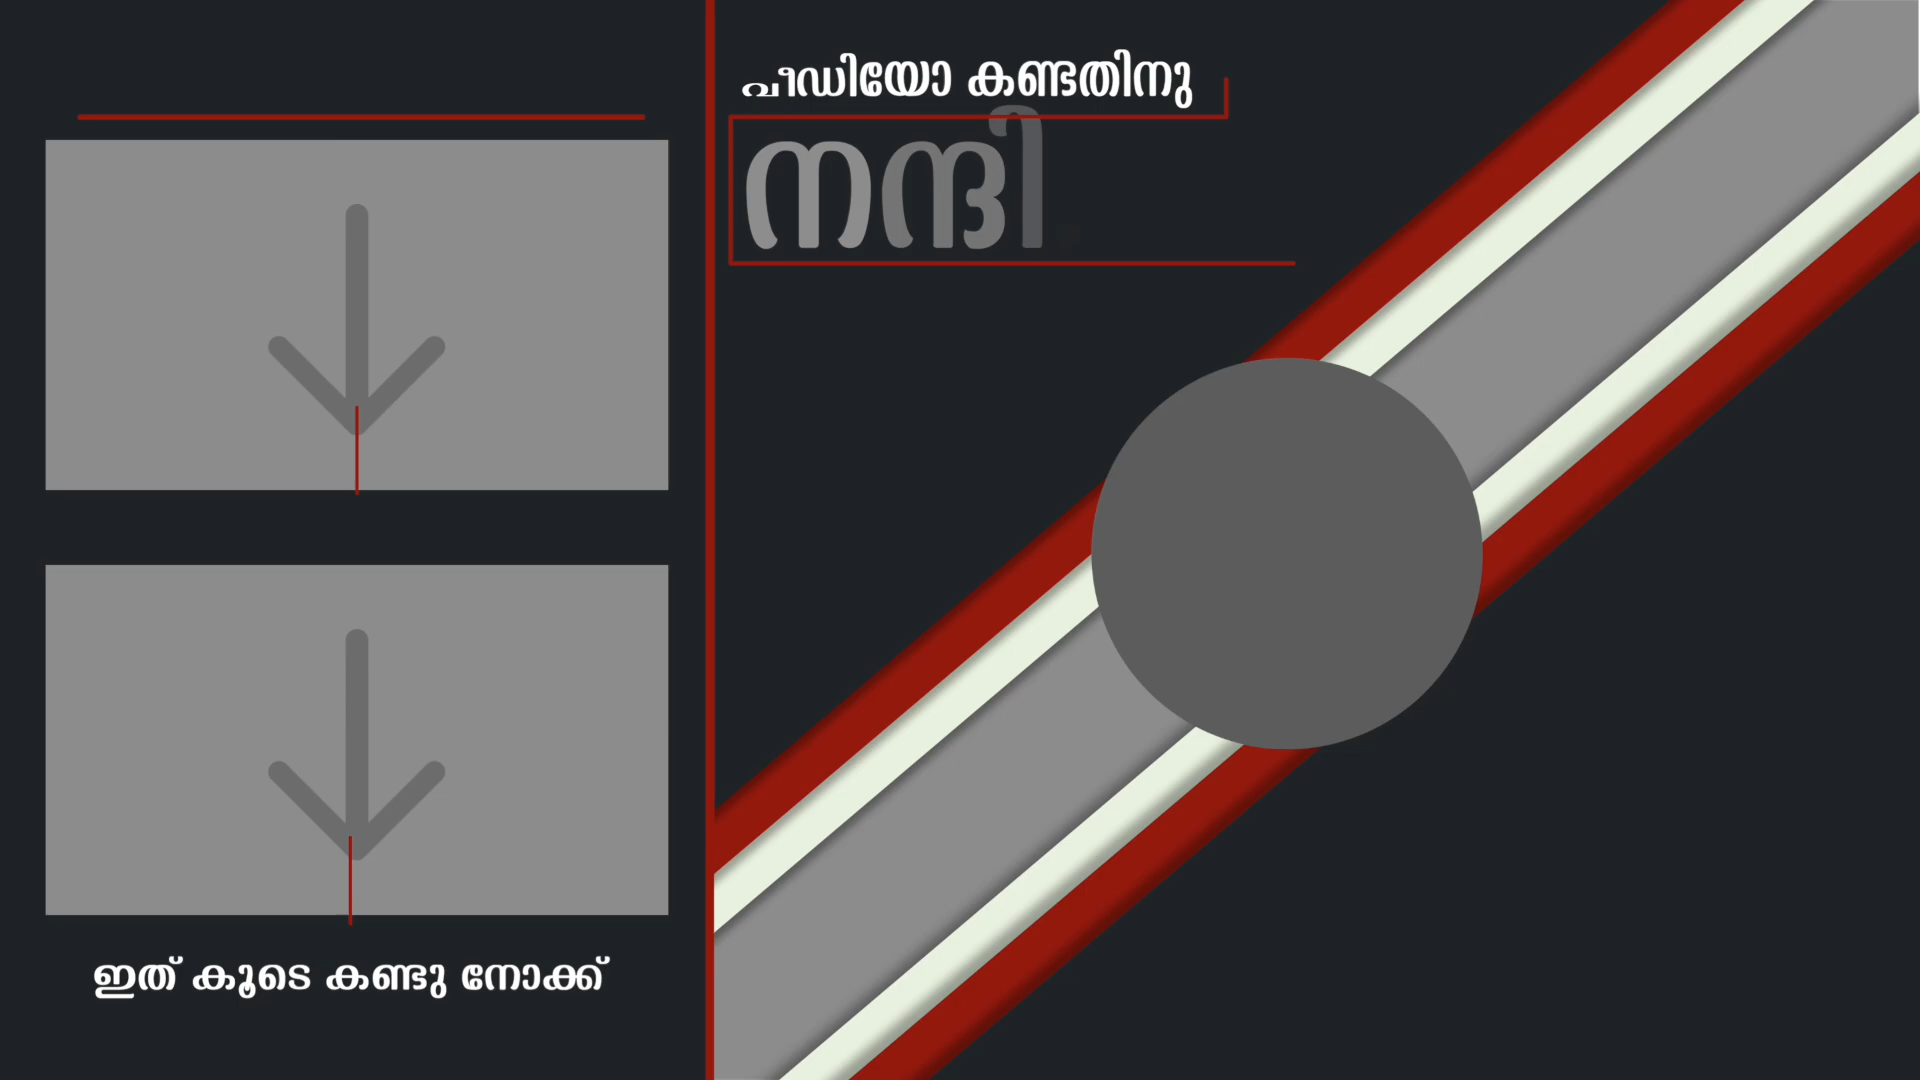 വീഡിയോ കണ്ടതിനു
നന്ദി
ഇത് കൂടെ കണ്ടു നോക്ക്